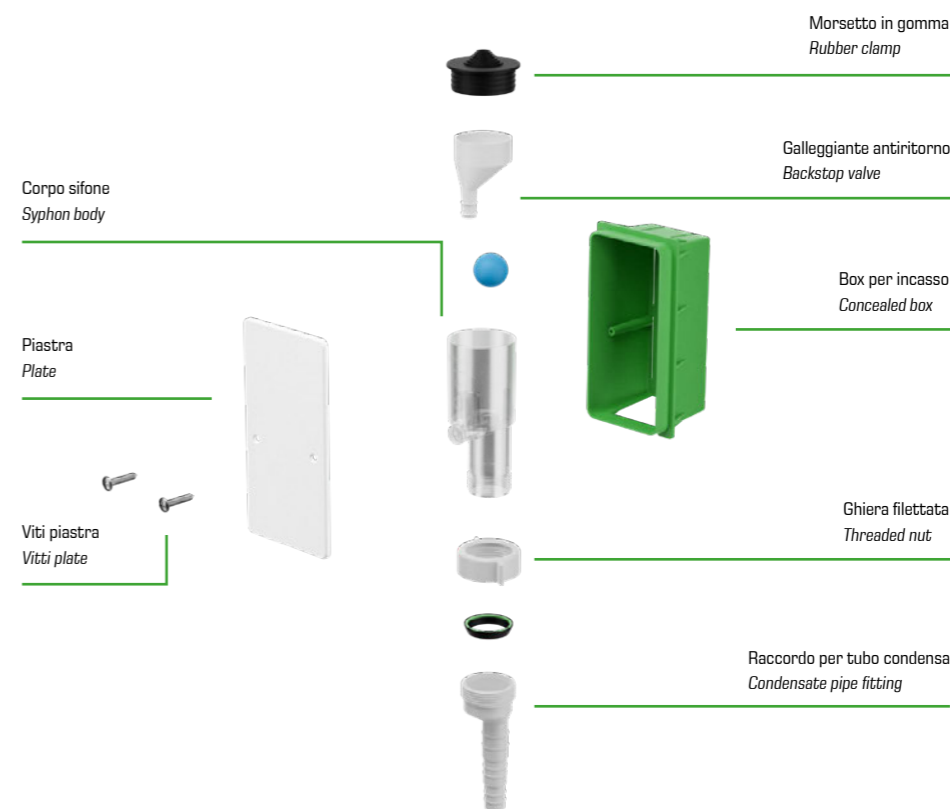 Morsetto in gomma
Rubber clamp
Galleggiante antiritorno
Backstop valve
Corpo sifone
Syphon body
Box per incasso
Concealed box
Piastra
Plate
Ghiera filettata
Threaded nut
Viti piastra
Vitti plate
Raccordo per tubo condensa
Condensate pipe fitting